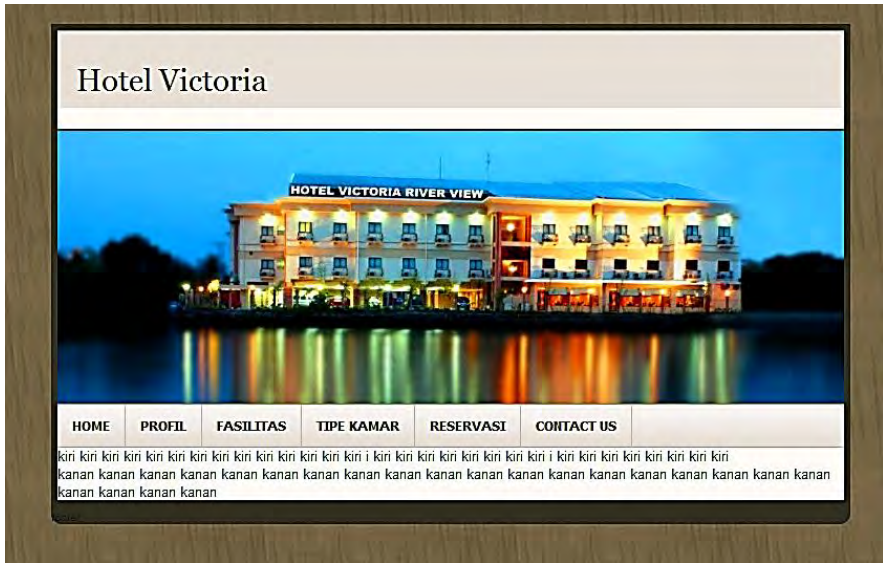 Hotel Victoria
HOTEL VICTORIA RIVER VIEW
HOME PROFIL FASILITAS TIPE KAMAR RESERVASI CONTACT US
kiri kiri kiri kiri kiri kiri kiri kiri kiri kiri kiri kiri kiri kiri i kiri kiri kiri kiri kiri kiri kiri kiri i kiri kiri kiri kiri kiri kiri kiri kiri
kanan kanan kanan kanan kanan kanan kanan kanan kanan kanan kanan kanan kanan kanan kanan kanan kanan kanan kanan
kanan kanan kanan kanan